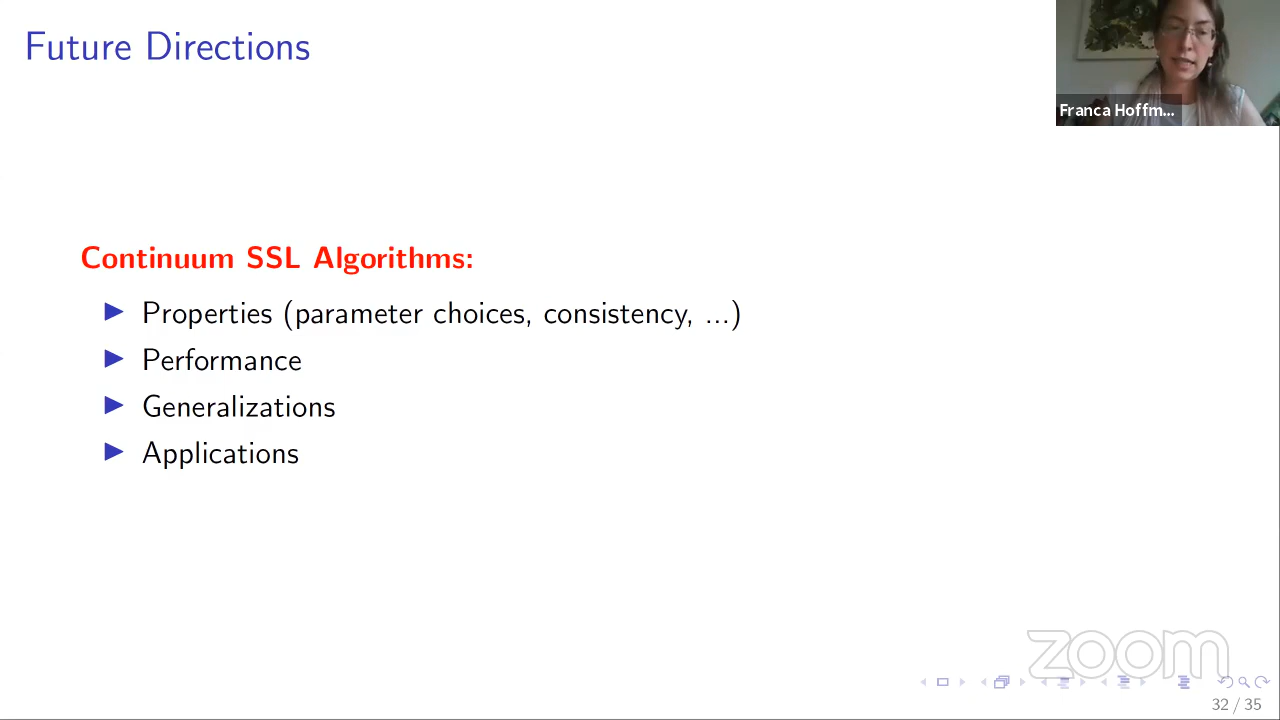 Future Directions
Franca Hoffm...
Continuum SSL Algorithms:
Properties (parameter choices, consistency, ...)
Performance
Generalizations
Applications
zoom
32 / 35